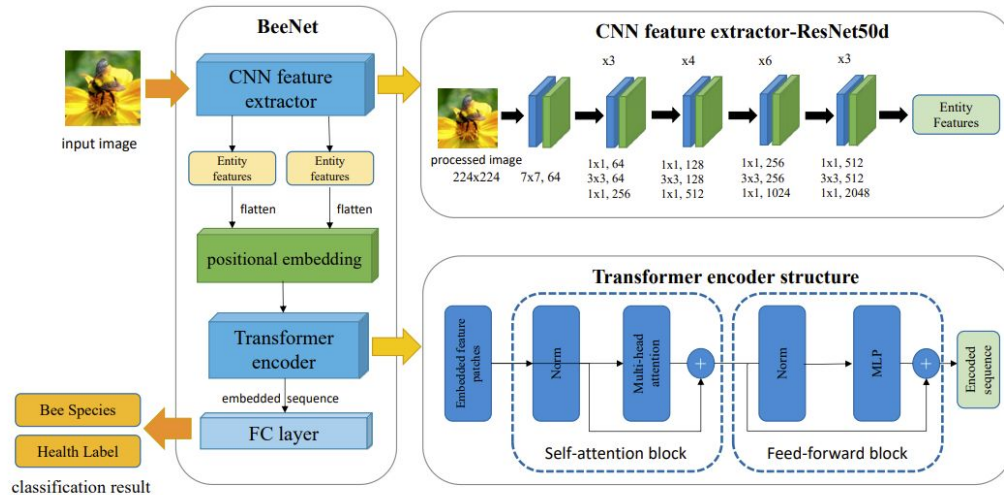 BeeNet
CNN feature
extractor
input image
Entity
features
Entity
features
flatten
flatten
positional embedding
Transformer
encoder
embedded sequence
FC layer
Bee Species
Health Label
classification result
CNN feature extractor-ResNet50d
x3
x4
x6
x3
processed image
224x224
7x7, 64
1x1, 64
3x3, 64
1x1, 256
1x1, 128
3x3, 128
1x1, 512
1x1, 256
3x3, 256
1x1, 1024
1x1, 512
3x3, 512
1x1, 2048
Entity
Features
Transformer encoder structure
Embedded feature
patches
Norm
Multi-head
attention
+
Norm
MLP
+
Encoded
sequence
Self-attention block
Feed-forward block